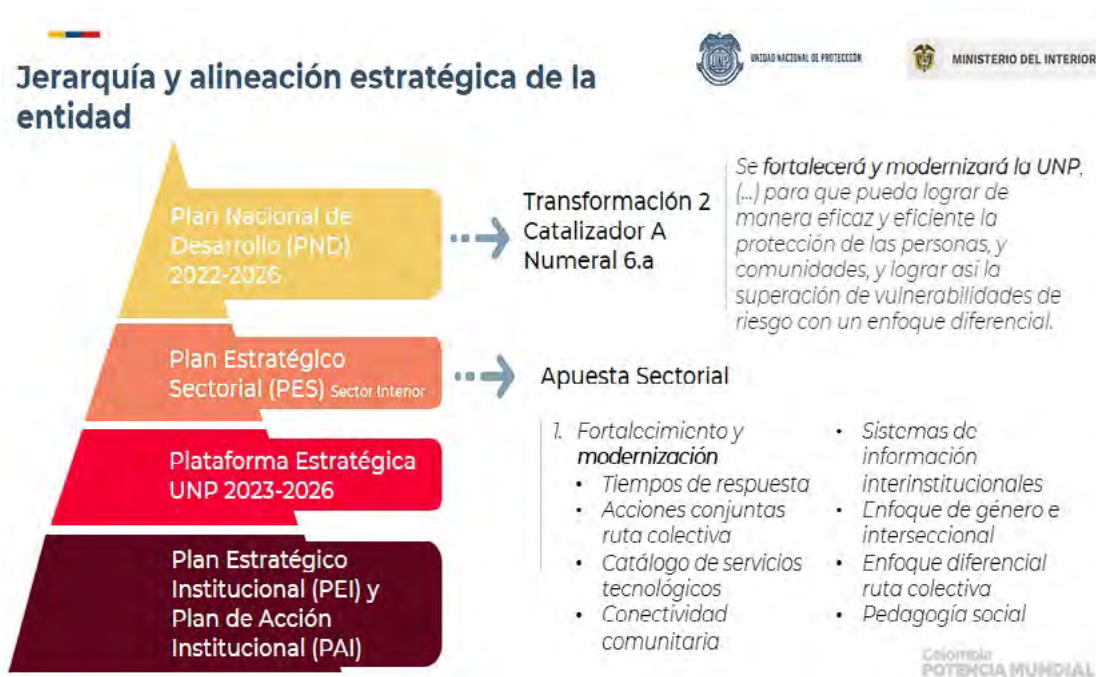 Jerarquía y alineación estratégica de la
entidad
UNIDAD NACIONAL DE PROTECCIÓN
MINISTERIO DEL INTERIOR
UNP
Plan Nacional de
Desarrollo (PND)
2022-2026
Transformación 2
Catalizador A
Numeral 6.a
Se fortalecerá y modernizará la UNP,
(...) para que pueda lograr de
manera eficaz y eficiente la
protección de las personas, y
comunidades, y lograr así la
superación de vulnerabilidades de
riesgo con un enfoque diferencial.
Plan Estratégico
Sectorial (PES) Sector Interior
Apuesta Sectorial
1. Fortalecimiento y
modernización
• Tiempos de respuesta
• Acciones conjuntas
ruta colectiva
• Catálogo de servicios
tecnológicos
• Conectividad
comunitaria
• Sistemas de
información
interinstitucionales
• Enfoque de género e
interseccional
• Enfoque diferencial
ruta colectiva
• Pedagogía social
Plataforma Estratégica
UNP 2023-2026
Plan Estratégico
Institucional (PEI) y
Plan de Acción
Institucional (PAI)
Colombia
POTENCIA MUNDIAL